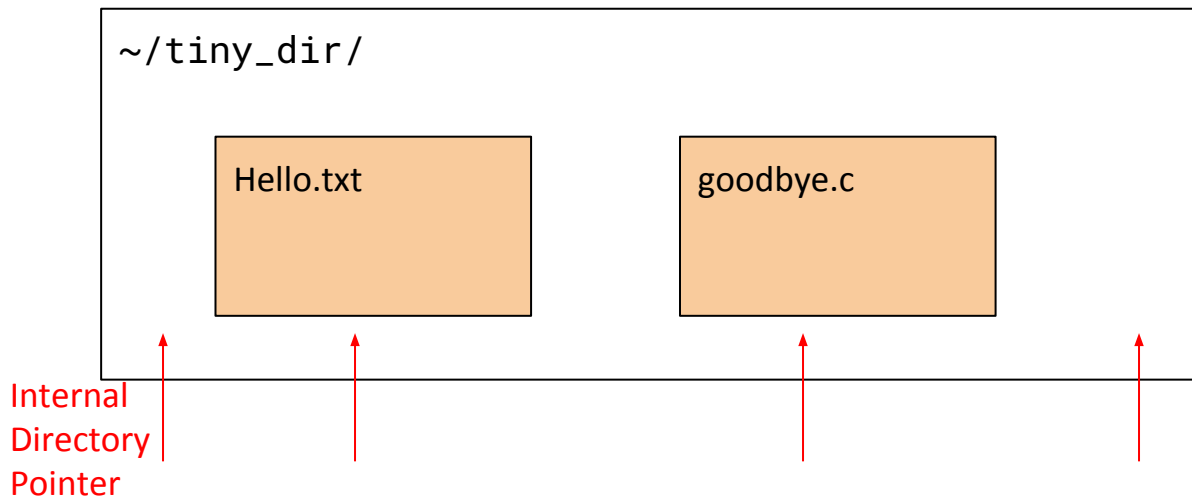 ~/tiny_dir/
Hello.txt
goodbye.c
Internal
Directory
Pointer